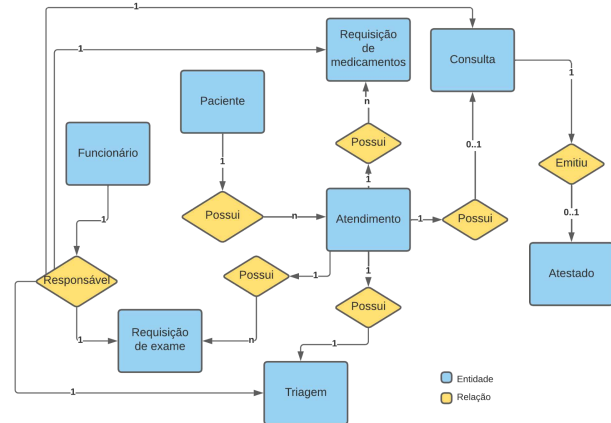 1
Requisição
de
medicamentos
Consulta
1
1
Paciente
n
Funcionário
Possui
0..1
Emitiu
1
1
1
Possui
n
Atendimento
1
Possui
0..1
1
Responsável
Possui
1
1
Atestado
Possui
1
Requisição
de exame
n
1
1
Triagem
Entidade
Relação